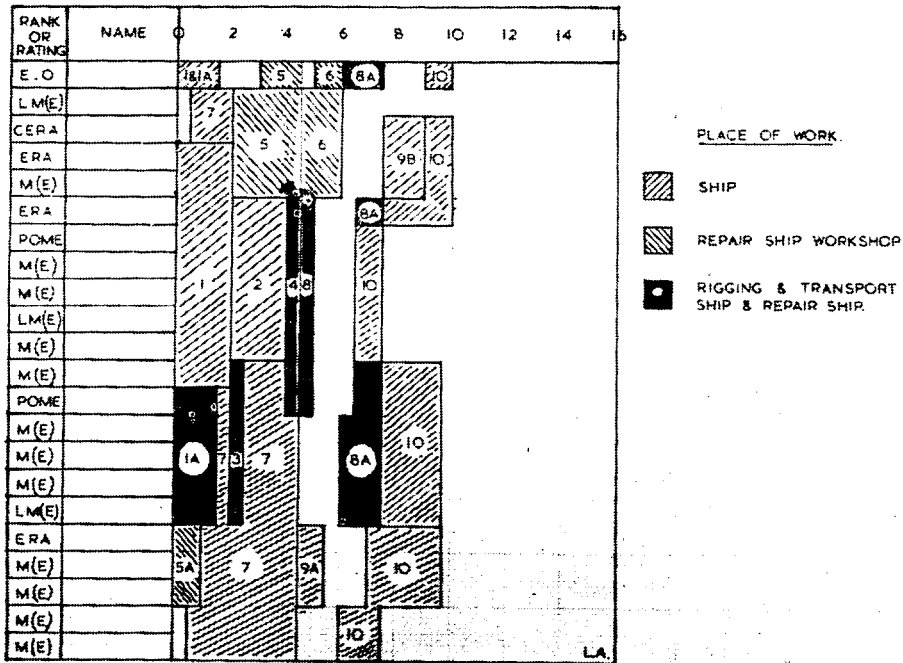 RANK OR RATING NAME 0 2 4 6 8 10 12 14 16
E.O 1&1A 5 6 8A 10
LM(E) 7
CERA
ERA 5 6 9B 10
M(E)
ERA 8A
POME
M(E)
M(E) 1 2 4 8 10
LM(E)
M(E)
M(E)
POME
M(E) 10
M(E) 1A 7 3 7 8A
M(E)
LM(E)
ERA
M(E) 5A 7 9A 10
M(E)
M(E) 10
M(E) L.A.
PLACE OF WORK.
SHIP
REPAIR SHIP WORKSHOP
RIGGING & TRANSPORT
SHIP & REPAIR SHIP.